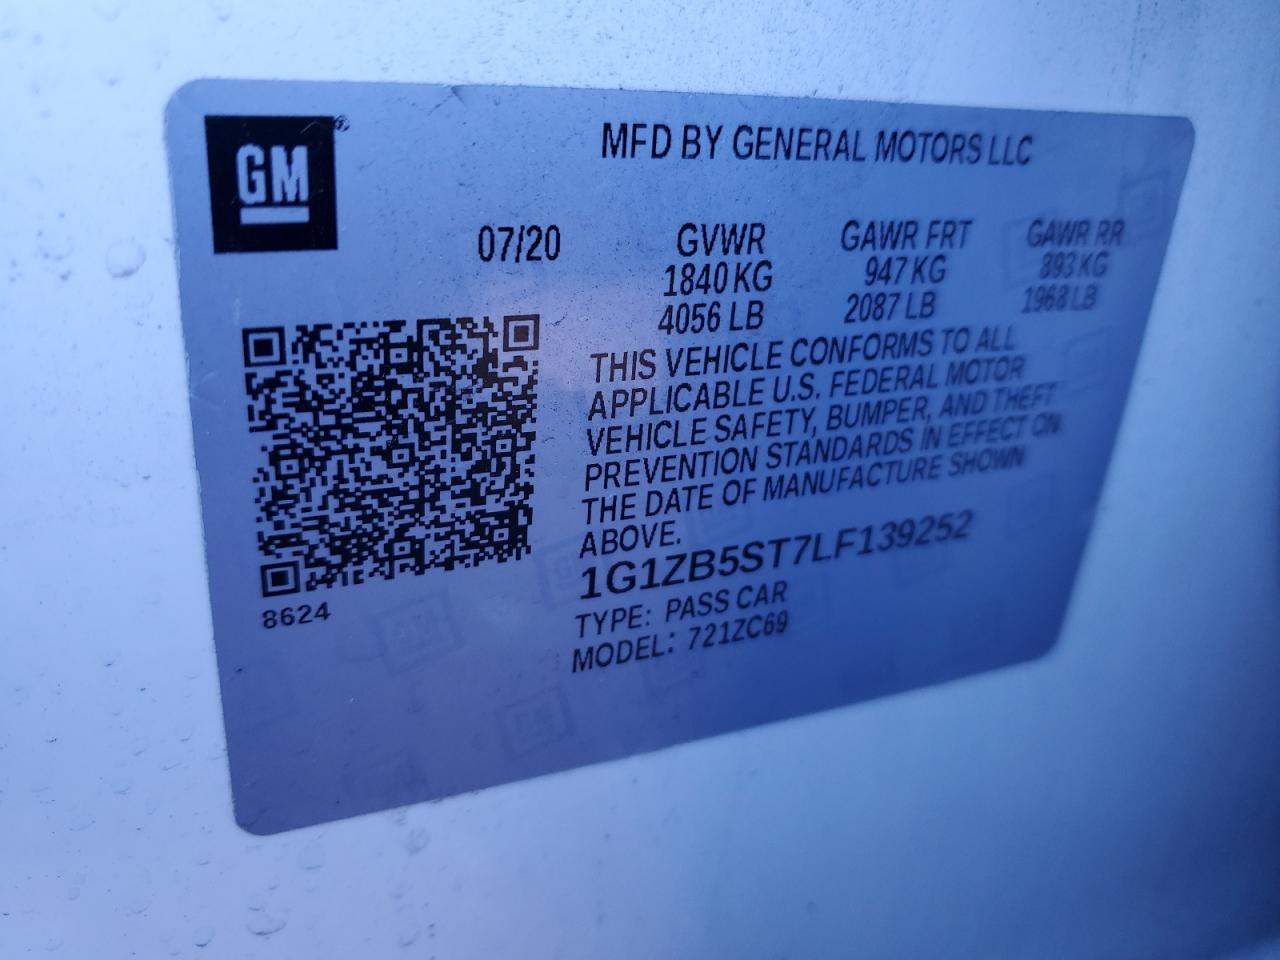 GM®
MFD BY GENERAL MOTORS LLC
07/20
GVWR GAWR FRT GAWR RR
1840 KG 947 KG 893 KG
4056 LB 2087 LB 1968 LB
THIS VEHICLE CONFORMS TO ALL
APPLICABLE U.S. FEDERAL MOTOR
VEHICLE SAFETY, BUMPER, AND THEFT
PREVENTION STANDARDS IN EFFECT ON
THE DATE OF MANUFACTURE SHOWN
ABOVE.
1G1ZB5ST7LF139252
TYPE: PASS CAR
MODEL: 721ZC69
8624